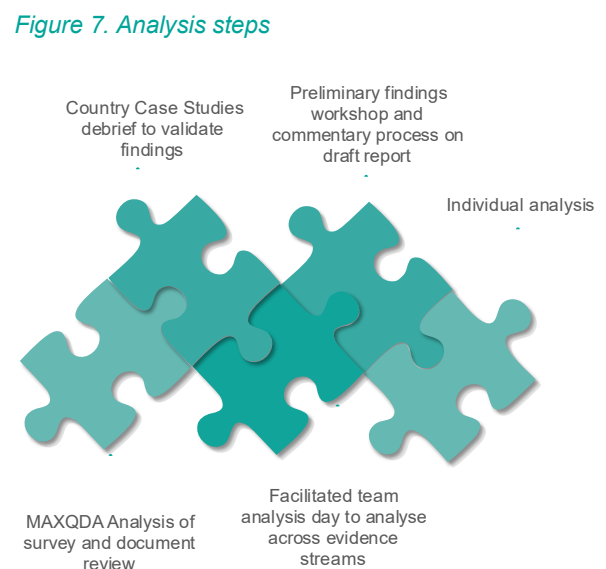 Figure 7. Analysis steps
Country Case Studies
debrief to validate
findings
Preliminary findings
workshop and
commentary process on
draft report
Individual analysis
MAXQDA Analysis of
survey and document
review
Facilitated team
analysis day to analyse
across evidence
streams